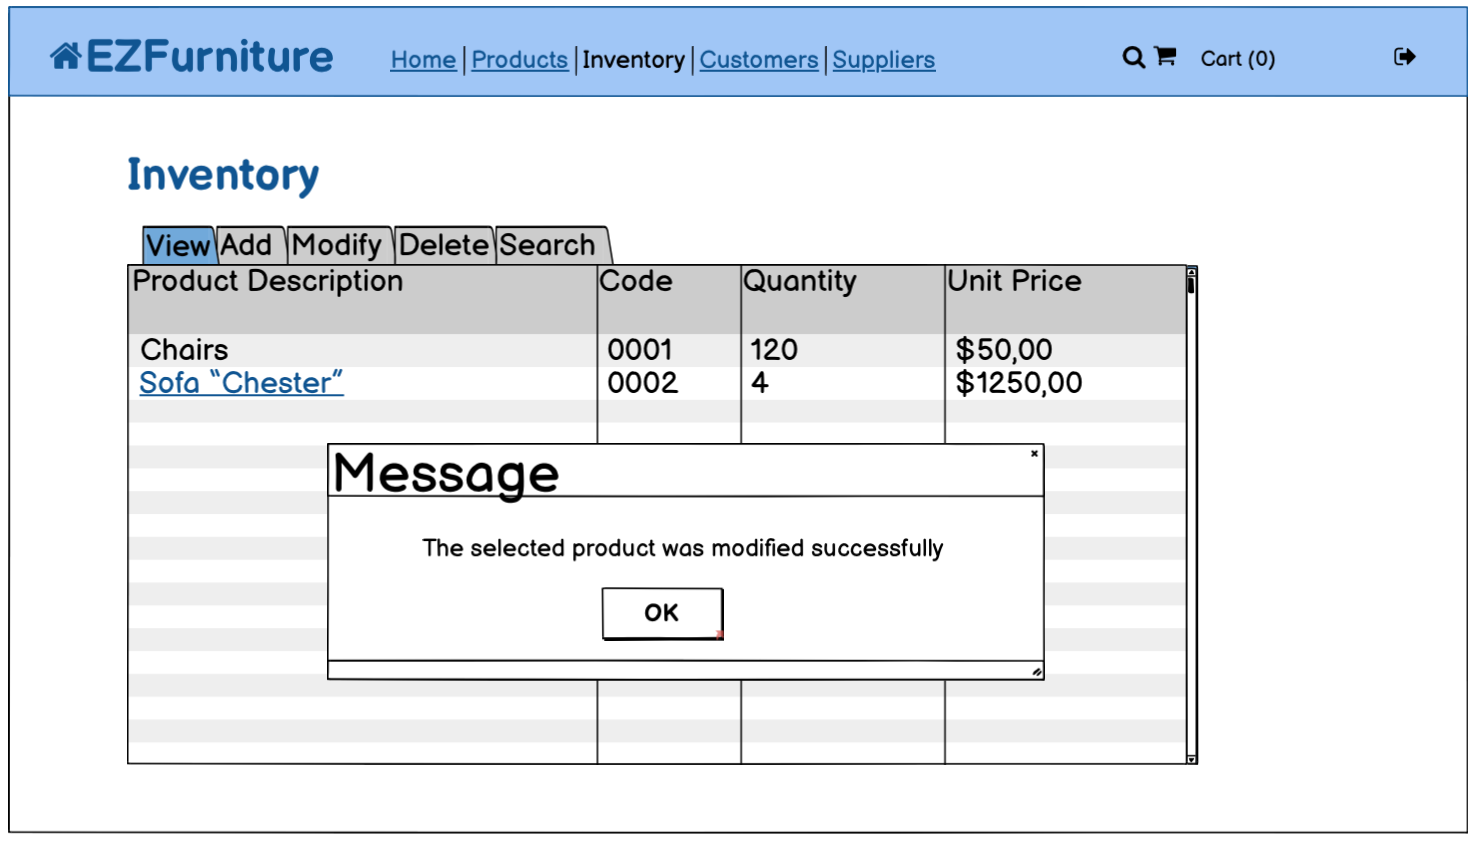 EZFurniture Home Products Inventory Customers Suppliers Cart (0)
Inventory
View Add Modify Delete Search
Product Description Code Quantity Unit Price
Chairs 0001 120 $50,00
Sofa “Chester” 0002 4 $1250,00
Message
The selected product was modified successfully
OK